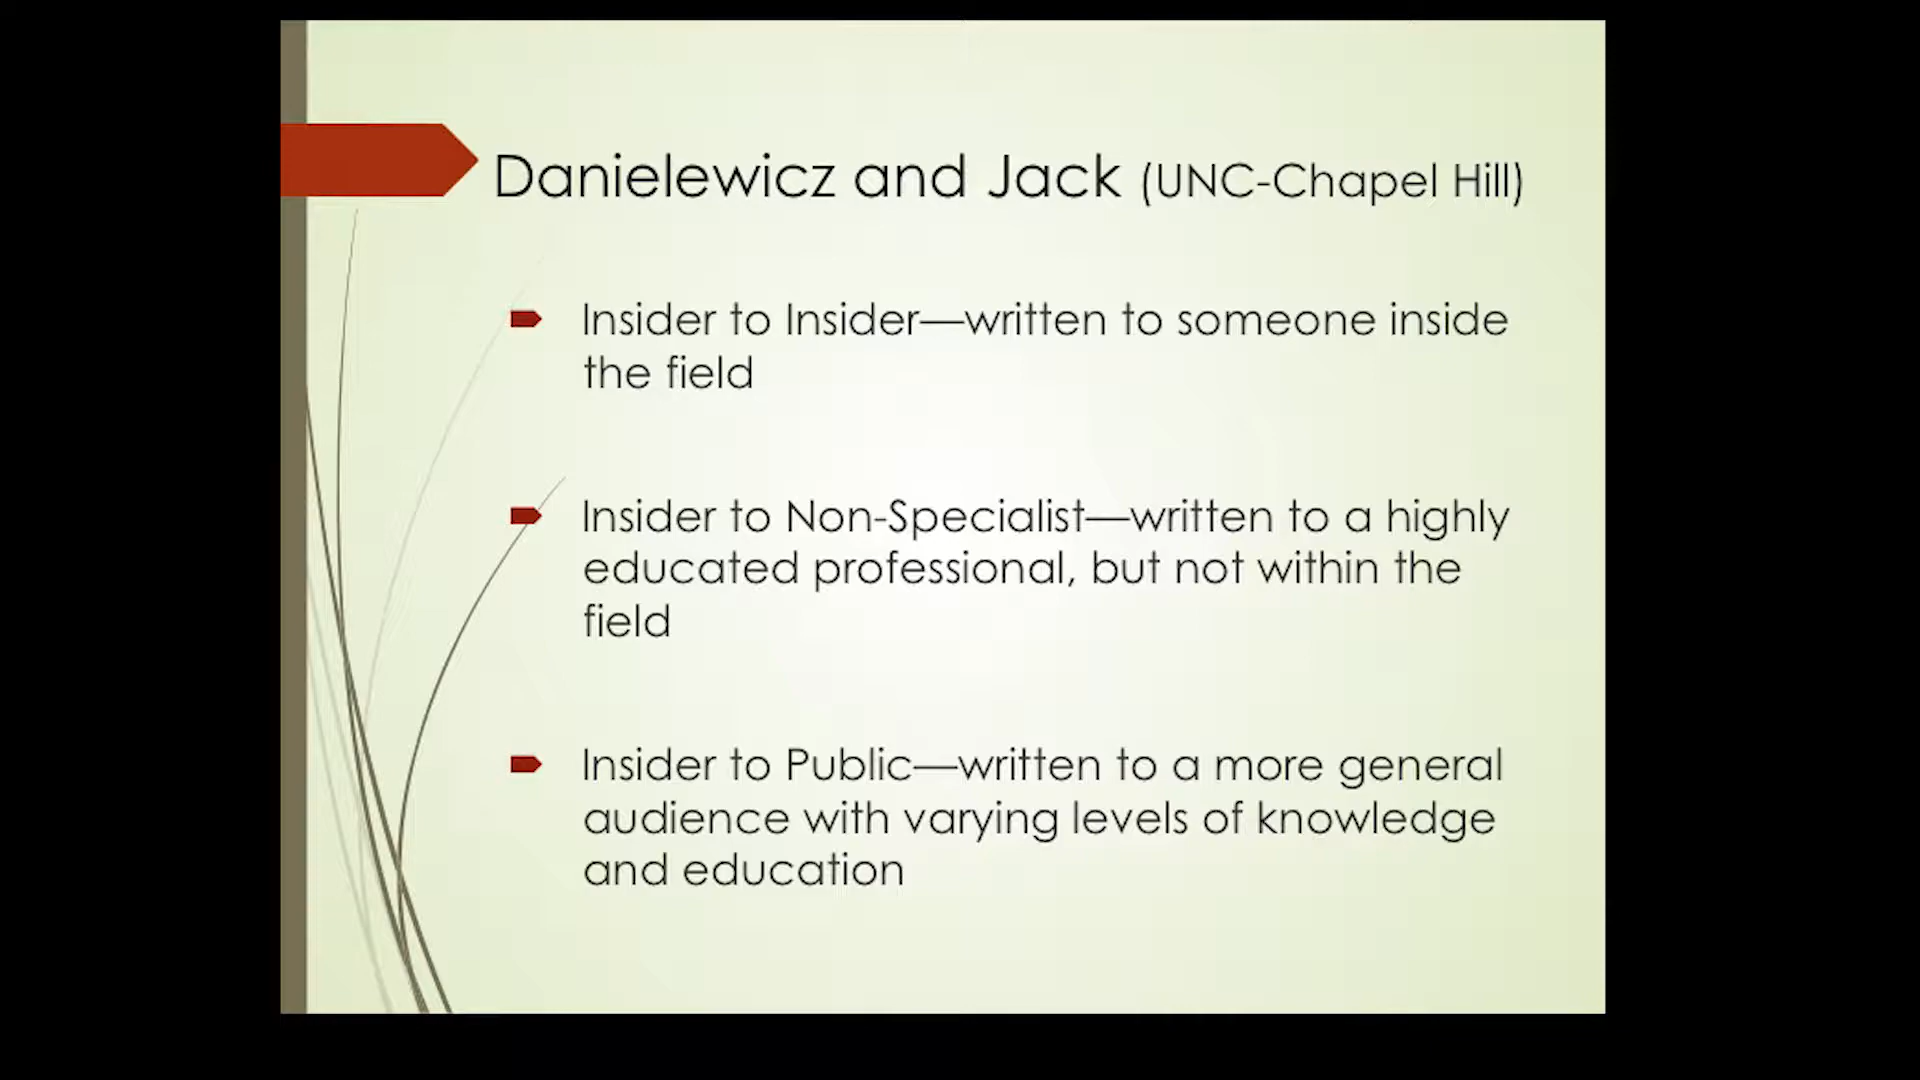 Danielewicz and Jack (UNC-Chapel Hill)
Insider to Insider—written to someone inside
the field
Insider to Non-Specialist—written to a highly
educated professional, but not within the
field
Insider to Public—written to a more general
audience with varying levels of knowledge
and education